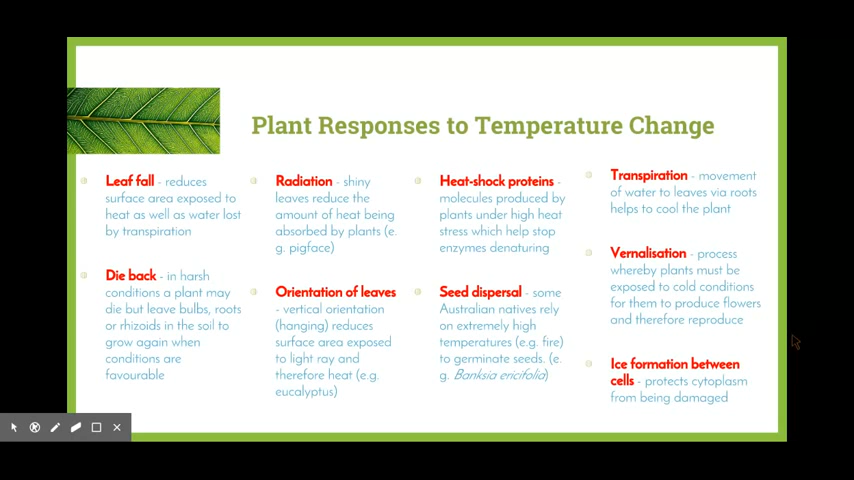 Plant Responses to Temperature Change
Leaf fall - reduces
surface area exposed to
heat as well as water lost
by transpiration
Die back - in harsh
conditions a plant may
die but leave bulbs, roots
or rhizoids in the soil to
grow again when
conditions are
favourable
Radiation - shiny
leaves reduce the
amount of heat being
absorbed by plants (e.
g. pigface)
Orientation of leaves
- vertical orientation
(hanging) reduces
surface area exposed
to light ray and
therefore heat (e.g.
eucalyptus)
Heat-shock proteins -
molecules produced by
plants under high heat
stress which help stop
enzymes denaturing
Seed dispersal - some
Australian natives rely
on extremely high
temperatures (e.g. fire)
to germinate seeds. (e.
g. Banksia ericifolia)
Transpiration - movement
of water to leaves via roots
helps to cool the plant
Vernalisation - process
whereby plants must be
exposed to cold conditions
for them to produce flowers
and therefore reproduce
Ice formation between
cells - protects cytoplasm
from being damaged